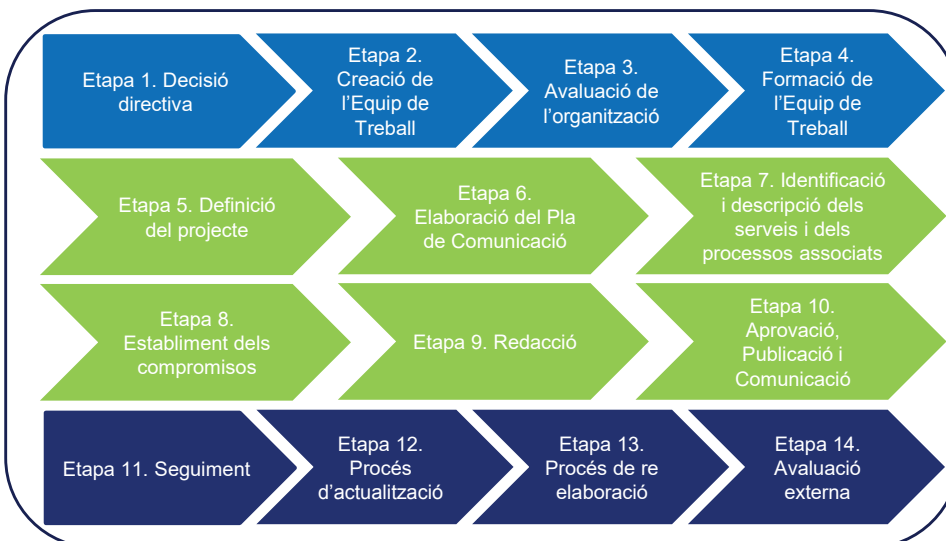 Etapa 1. Decisió
directiva
Etapa 2.
Creació de
l'Equip de
Treball
Etapa 3.
Avaluació de
l'organització
Etapa 4.
Formació de
l'Equip de
Treball
Etapa 5. Definició
del projecte
Etapa 6.
Elaboració del Pla
de Comunicació
Etapa 7. Identificació
i descripció dels
serveis i dels
processos associats
Etapa 8.
Establiment dels
compromisos
Etapa 9. Redacció
Etapa 10.
Aprovació,
Publicació i
Comunicació
Etapa 11. Seguiment
Etapa 12.
Procés
d'actualització
Etapa 13.
Procés de re
elaboració
Etapa 14.
Avaluació
externa